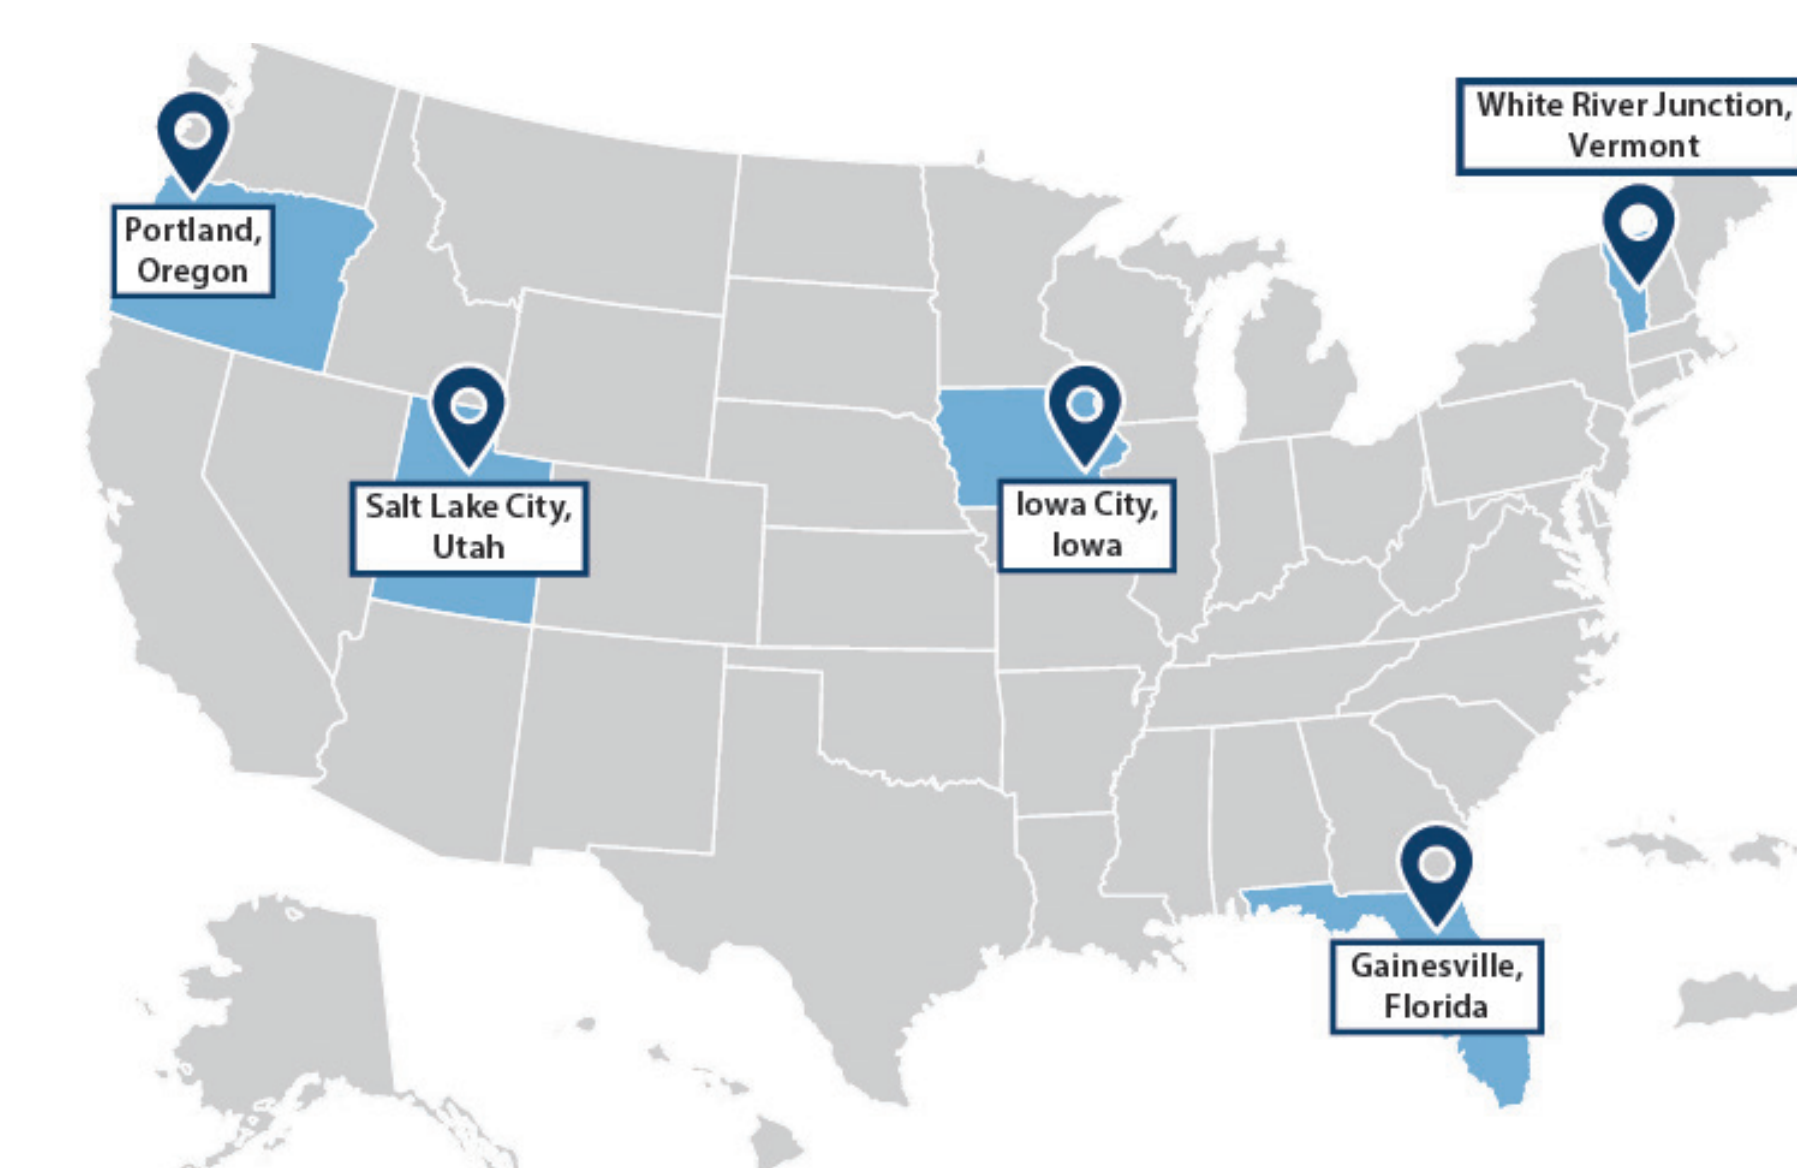 White River Junction,
Vermont
Portland,
Oregon
Salt Lake City,
Utah
Iowa City,
Iowa
Gainesville,
Florida